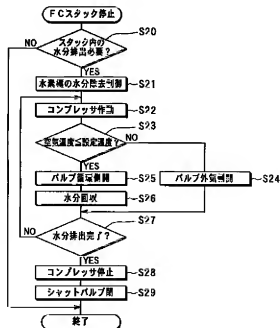 FCスタック停止
S20
スタック内の
水分排出必要?
NO
YES
S21
水素極の水分除去制御
S22
コンプレッサ作動
S23
空気温度≦設定温度?
NO
YES
S25
バルブ循環側開
S24
バルブ外気側開
S26
水分回収
S27
水分排出完了?
NO
YES
S28
コンプレッサ停止
S29
シャットバルブ閉
終了